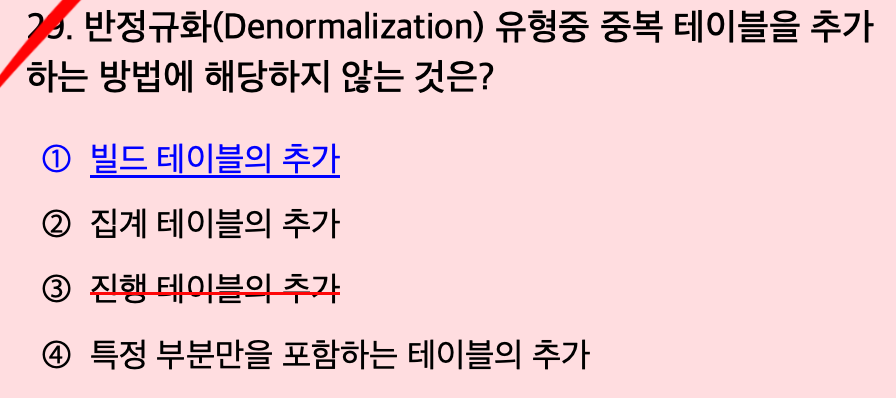 29. 반정규화(Denormalization) 유형중 중복 테이블을 추가
하는 방법에 해당하지 않는 것은?
① 빌드 테이블의 추가
② 집계 테이블의 추가
③ 진행 테이블의 추가
④ 특정 부분만을 포함하는 테이블의 추가